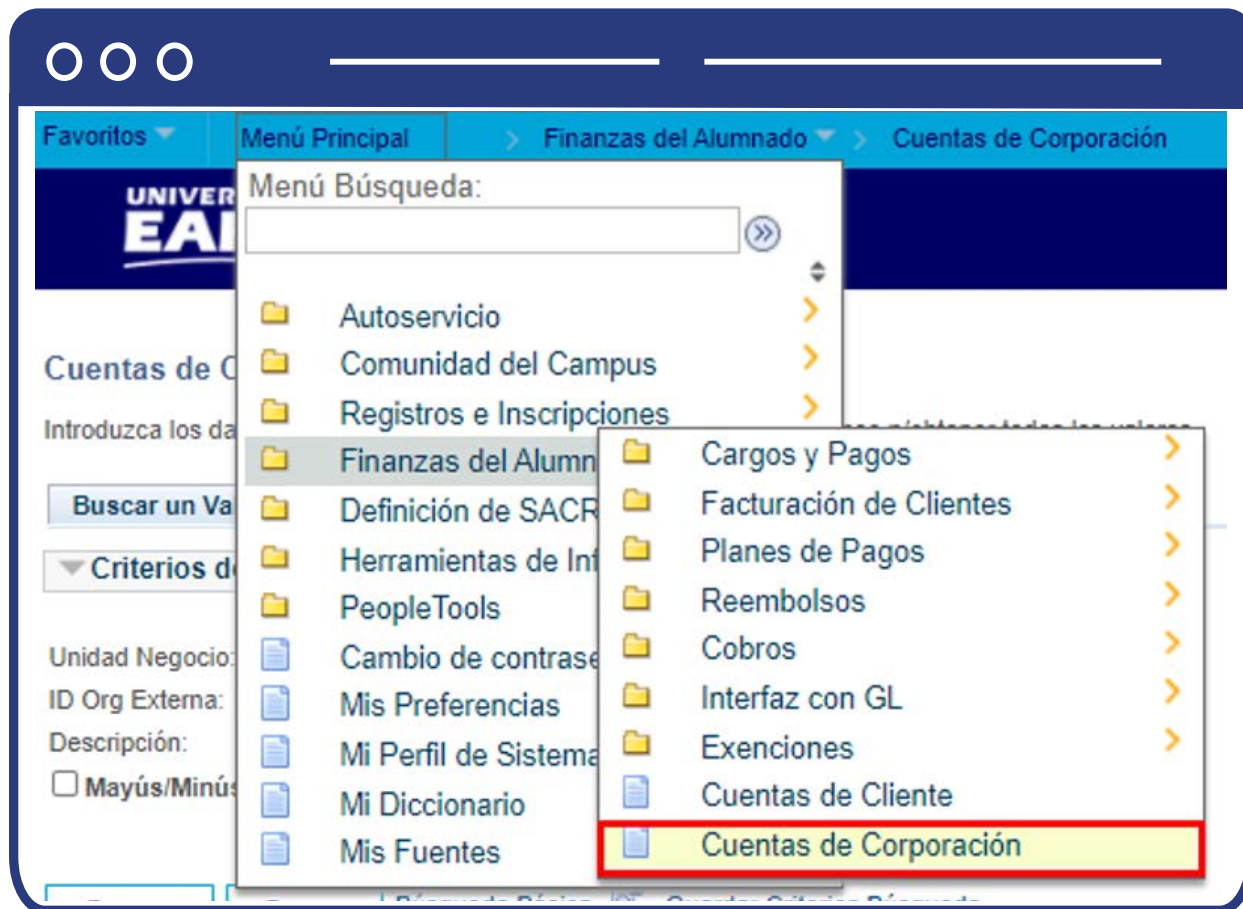 Favoritos Menú Principal > Finanzas del Alumnado > Cuentas de Corporación
Menú Búsqueda:
Autoservicio
Comunidad del Campus
Registros e Inscripciones
Finanzas del Alumn
Definición de SACR
Herramientas de Inf
PeopleTools
Cambio de contrase
Mis Preferencias
Mi Perfil de Sistema
Mi Diccionario
Mis Fuentes
Cargos y Pagos
Facturación de Clientes
Planes de Pagos
Reembolsos
Cobros
Interfaz con GL
Exenciones
Cuentas de Cliente
Cuentas de Corporación
UNIVER
EA
Cuentas de C
Introduzca los da
Buscar un Va
Criterios d
Unidad Negocio:
ID Org Externa:
Descripción:
Mayús/Minús